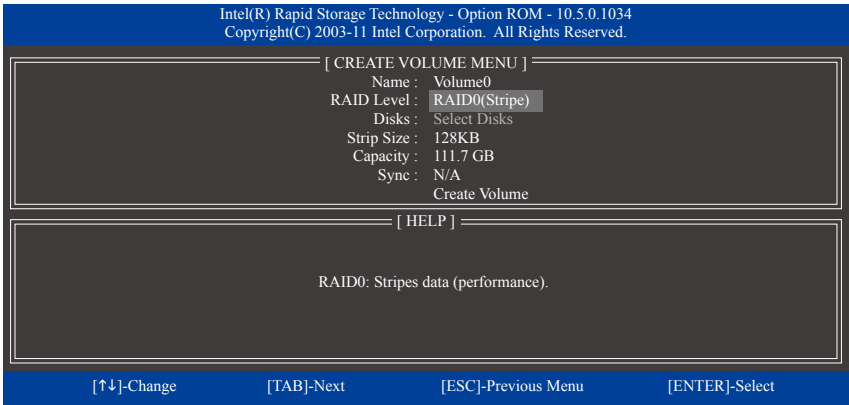 Intel(R) Rapid Storage Technology - Option ROM - 10.5.0.1034
Copyright(C) 2003-11 Intel Corporation.  All Rights Reserved.
[ CREATE VOLUME MENU ]
Name : Volume0
RAID Level : RAID0(Stripe)
Disks : Select Disks
Strip Size : 128KB
Capacity : 111.7 GB
Sync : N/A
Create Volume
[ HELP ]
RAID0: Stripes data (performance).
[↑↓]-Change [TAB]-Next [ESC]-Previous Menu [ENTER]-Select